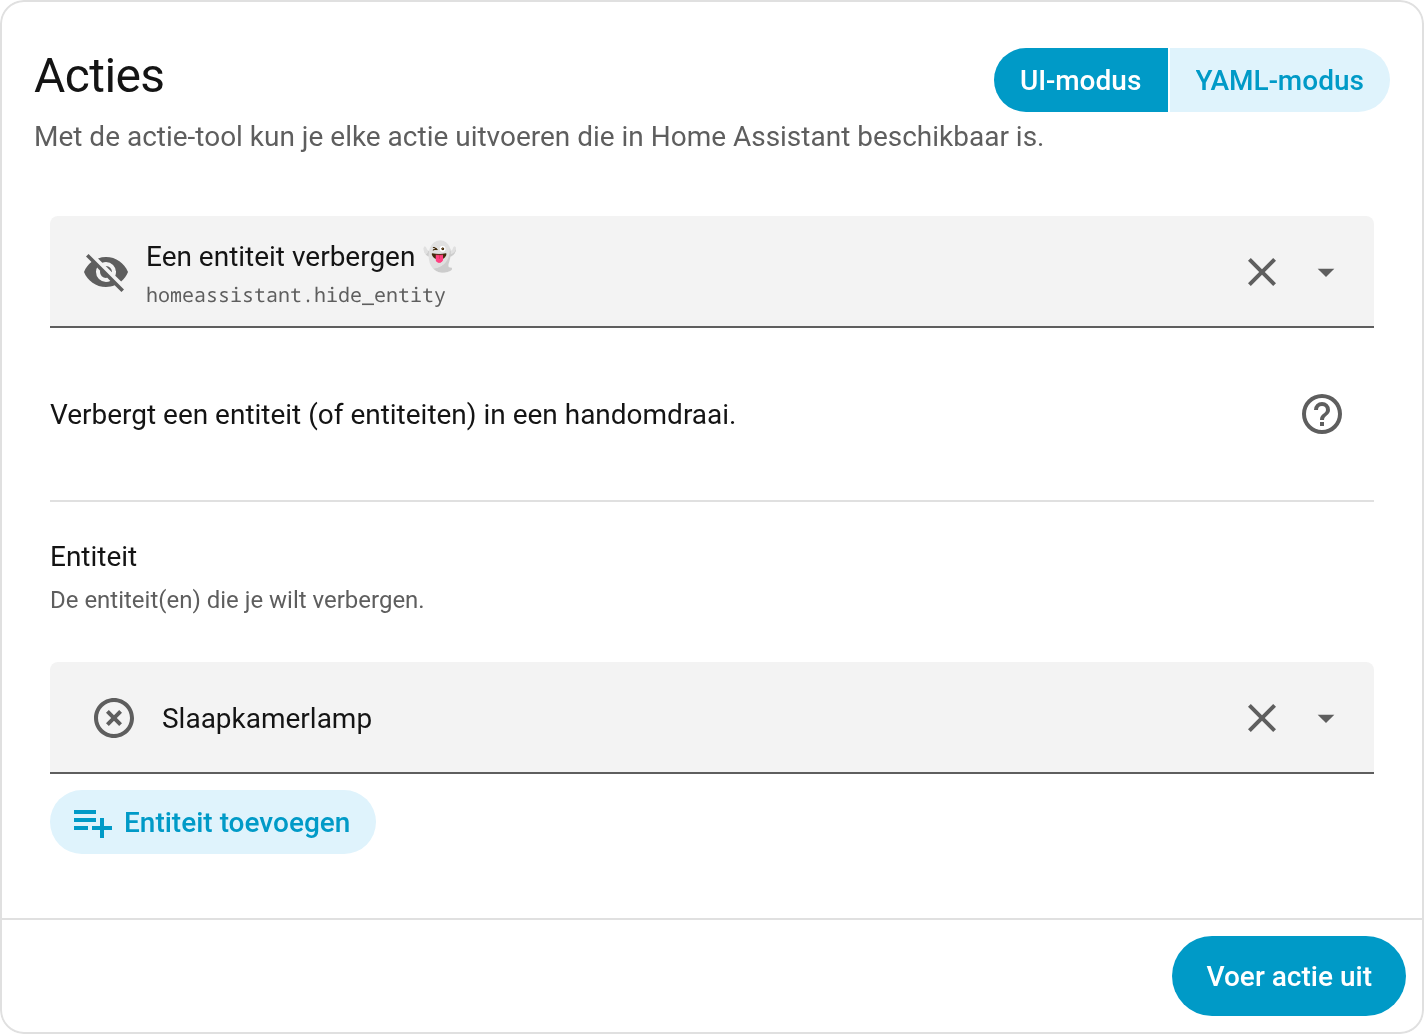 Acties
UI-modus
YAML-modus
Met de actie-tool kun je elke actie uitvoeren die in Home Assistant beschikbaar is.
Een entiteit verbergen 👻
homeassistant.hide_entity
Verbergt een entiteit (of entiteiten) in een handomdraai.
Entiteit
De entiteit(en) die je wilt verbergen.
Slaapkamerlamp
Entiteit toevoegen
Voer actie uit